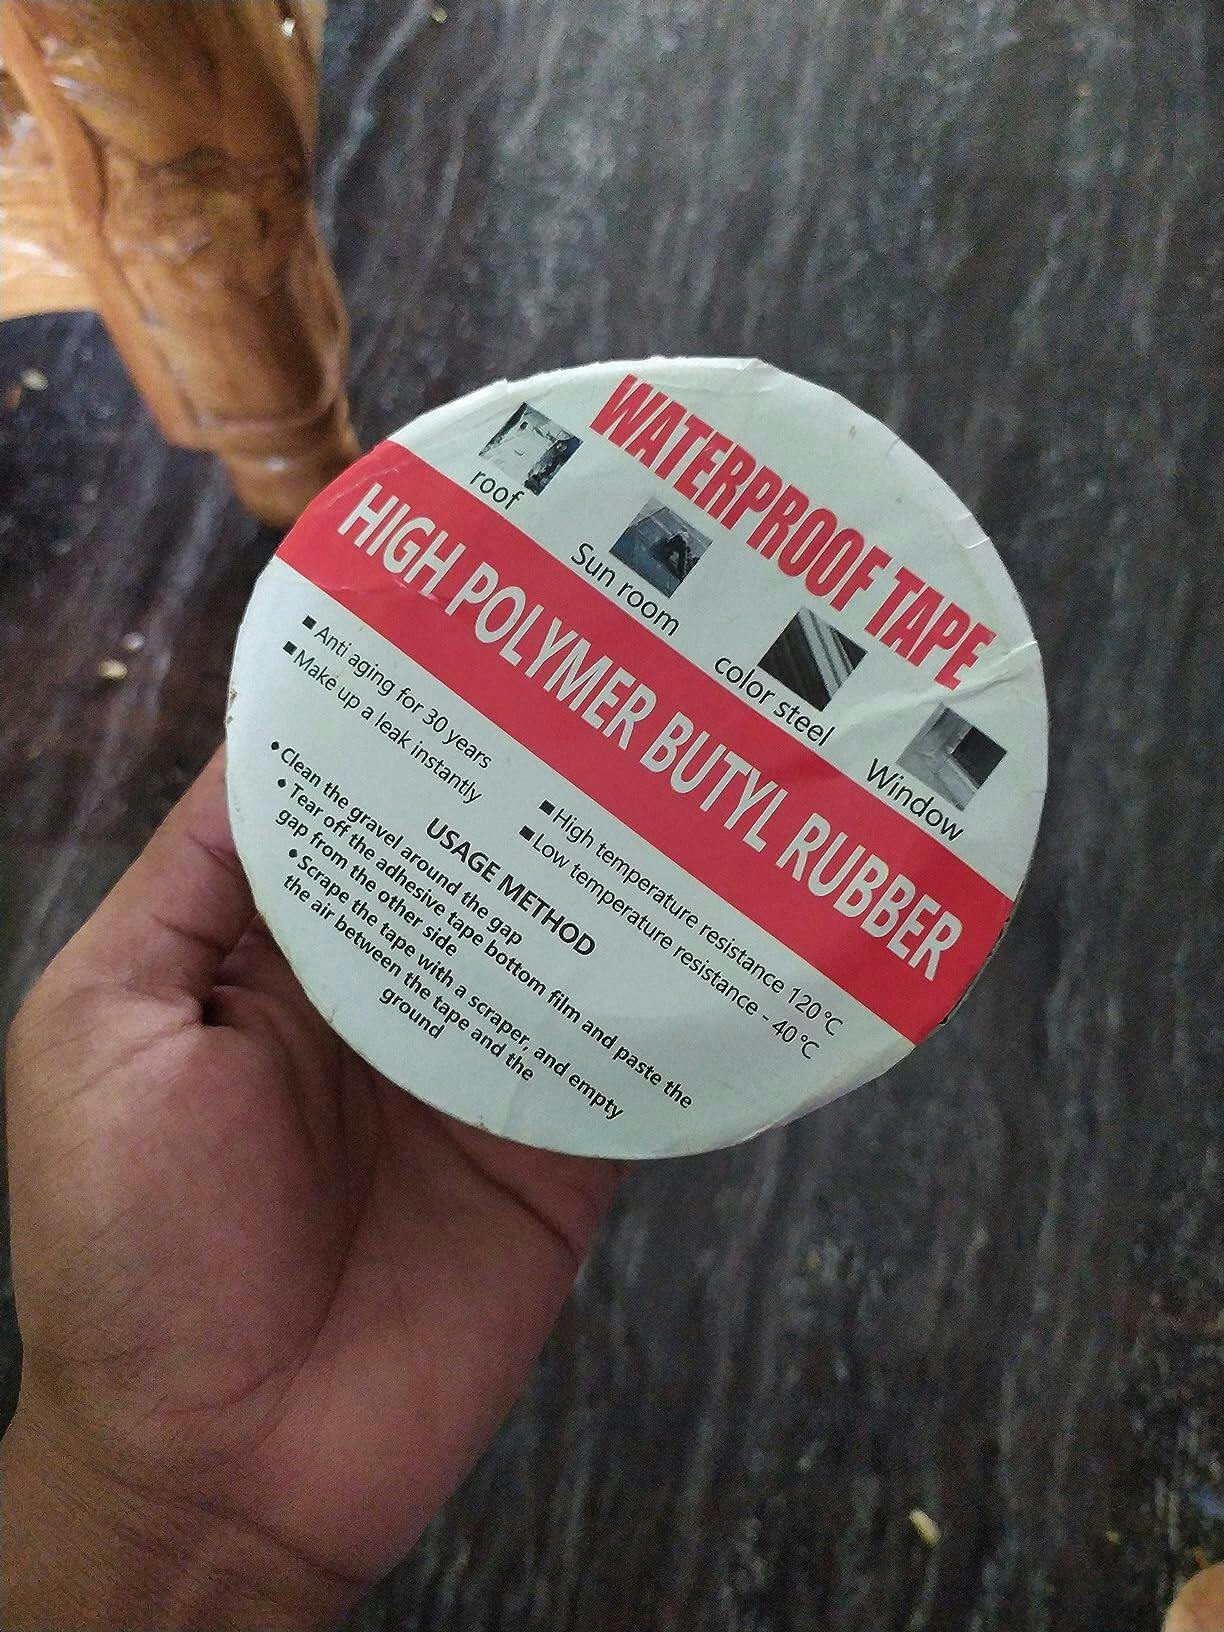 WATERPROOF TAPE
roof
Sun room
color steel
Window
HIGH POLYMER BUTYL RUBBER
■Anti aging for 30 years
■Make up a leak instantly
■High temperature resistance 120℃
■Low temperature resistance - 40℃
USAGE METHOD
•Clean the gravel around the gap
•Tear off the adhesive tape bottom film and paste the
gap from the other side
•Scrape the tape with a scraper, and empty
the air between the tape and the
ground